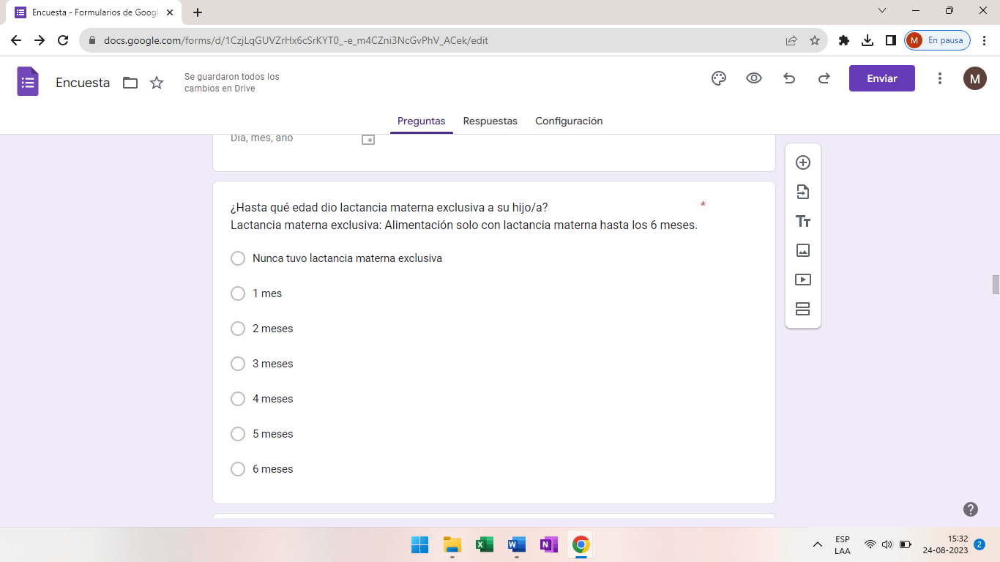 Encuesta - Formularios de Googl
docs.google.com/forms/d/1CzjLqGUVZrHx6cSrKYT0_-e_m4CZni3NcGvPhV_ACek/edit
M
En pausa
Encuesta
Se guardaron todos los
cambios en Drive
Enviar
M
Preguntas
Respuestas
Configuración
Día, mes, año
¿Hasta qué edad dio lactancia materna exclusiva a su hijo/a? *
Lactancia materna exclusiva: Alimentación solo con lactancia materna hasta los 6 meses.
Nunca tuvo lactancia materna exclusiva
1 mes
2 meses
3 meses
4 meses
5 meses
6 meses
ESP
LAA
15:32
24-08-2023
2